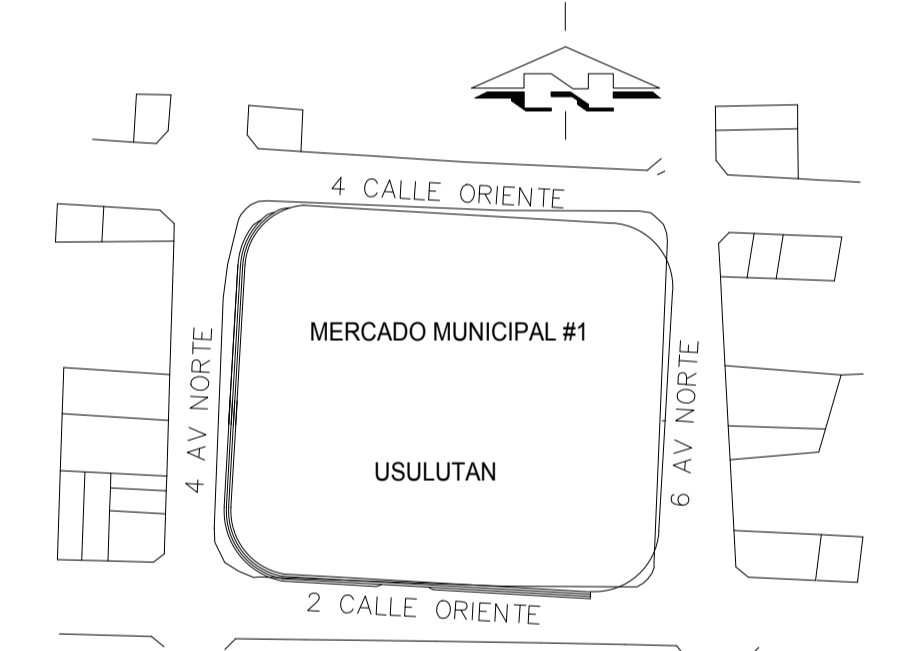 N
4 CALLE ORIENTE
MERCADO MUNICIPAL #1
4 AV NORTE
6 AV NORTE
USULUTAN
2 CALLE ORIENTE